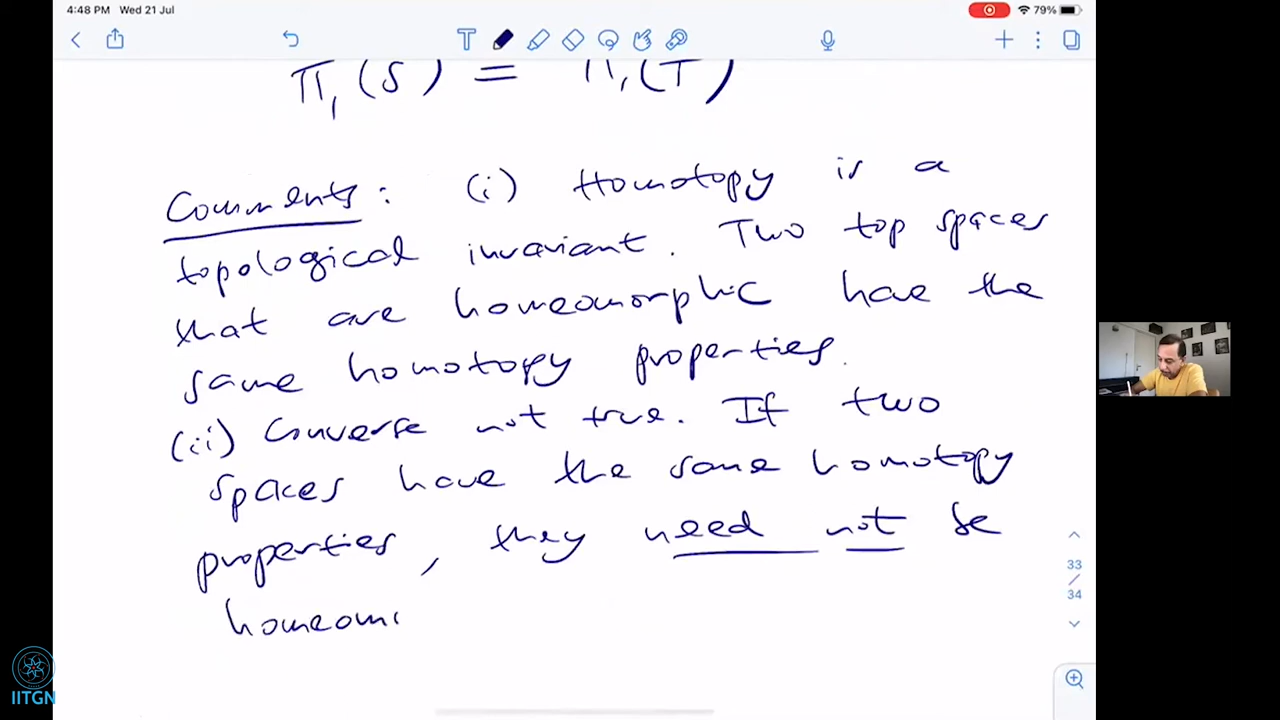 4:48 PM Wed 21 Jul
79%
π₁(S) = π₁(T)
Comments: (i) Homotopy is a
topological invariant. Two top spaces
that are homeomorphic have the
same homotopy properties.
(ii) Converse not true. If two
spaces have the same homotopy
properties, they need not be
homeom
33
34
IITGN